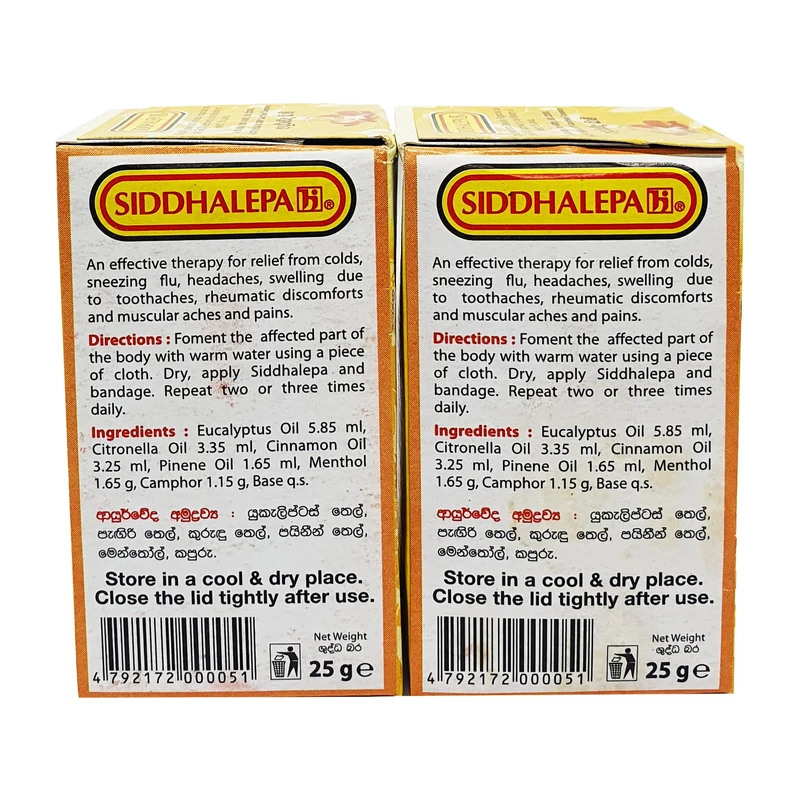 SIDDHALEPA ®
An effective therapy for relief from colds,
sneezing flu, headaches, swelling due
to toothaches, rheumatic discomforts
and muscular aches and pains.
Directions : Foment the affected part of
the body with warm water using a piece
of cloth. Dry, apply Siddhalepa and
bandage. Repeat two or three times
daily.
Ingredients : Eucalyptus Oil 5.85 ml,
Citronella Oil 3.35 ml, Cinnamon Oil
3.25 ml, Pinene Oil 1.65 ml, Menthol
1.65 g, Camphor 1.15 g, Base q.s.
ආයුර්වේද අමුද්‍රව්‍ය : යුකැලිප්ටස් තෙල්,
පැඟිරි තෙල්, කුරුඳු තෙල්, පයිනීන් තෙල්,
මෙන්තෝල්, කපුරු.
Store in a cool & dry place.
Close the lid tightly after use.
Net Weight
ශුද්ධ බර
25 g e
4 792172 000051
SIDDHALEPA ®
An effective therapy for relief from colds,
sneezing flu, headaches, swelling due
to toothaches, rheumatic discomforts
and muscular aches and pains.
Directions : Foment the affected part of
the body with warm water using a piece
of cloth. Dry, apply Siddhalepa and
bandage. Repeat two or three times
daily.
Ingredients : Eucalyptus Oil 5.85 ml,
Citronella Oil 3.35 ml, Cinnamon Oil
3.25 ml, Pinene Oil 1.65 ml, Menthol
1.65 g, Camphor 1.15 g, Base q.s.
ආයුර්වේද අමුද්‍රව්‍ය : යුකැලිප්ටස් තෙල්,
පැඟිරි තෙල්, කුරුඳු තෙල්, පයිනීන් තෙල්,
මෙන්තෝල්, කපුරු.
Store in a cool & dry place.
Close the lid tightly after use.
Net Weight
ශුද්ධ බර
25 g e
4 792172 000051